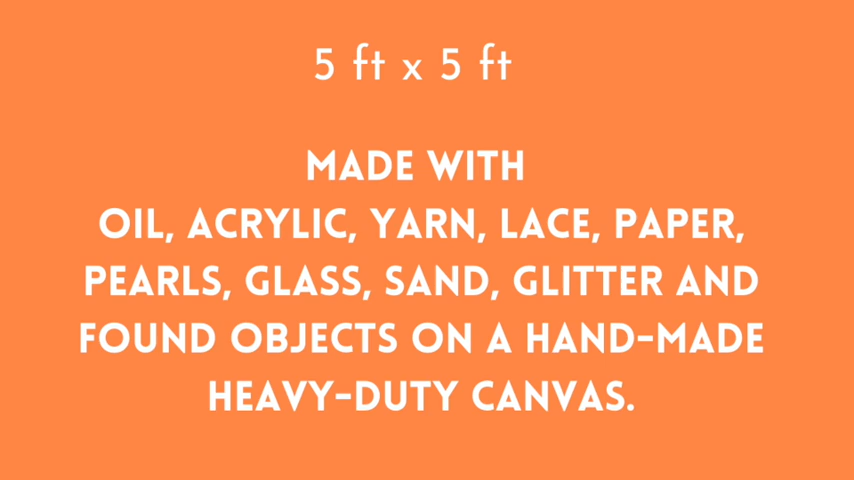 5 ft x 5 ft
MADE WITH
OIL, ACRYLIC, YARN, LACE, PAPER,
PEARLS, GLASS, SAND, GLITTER AND
FOUND OBJECTS ON A HAND-MADE
HEAVY-DUTY CANVAS.